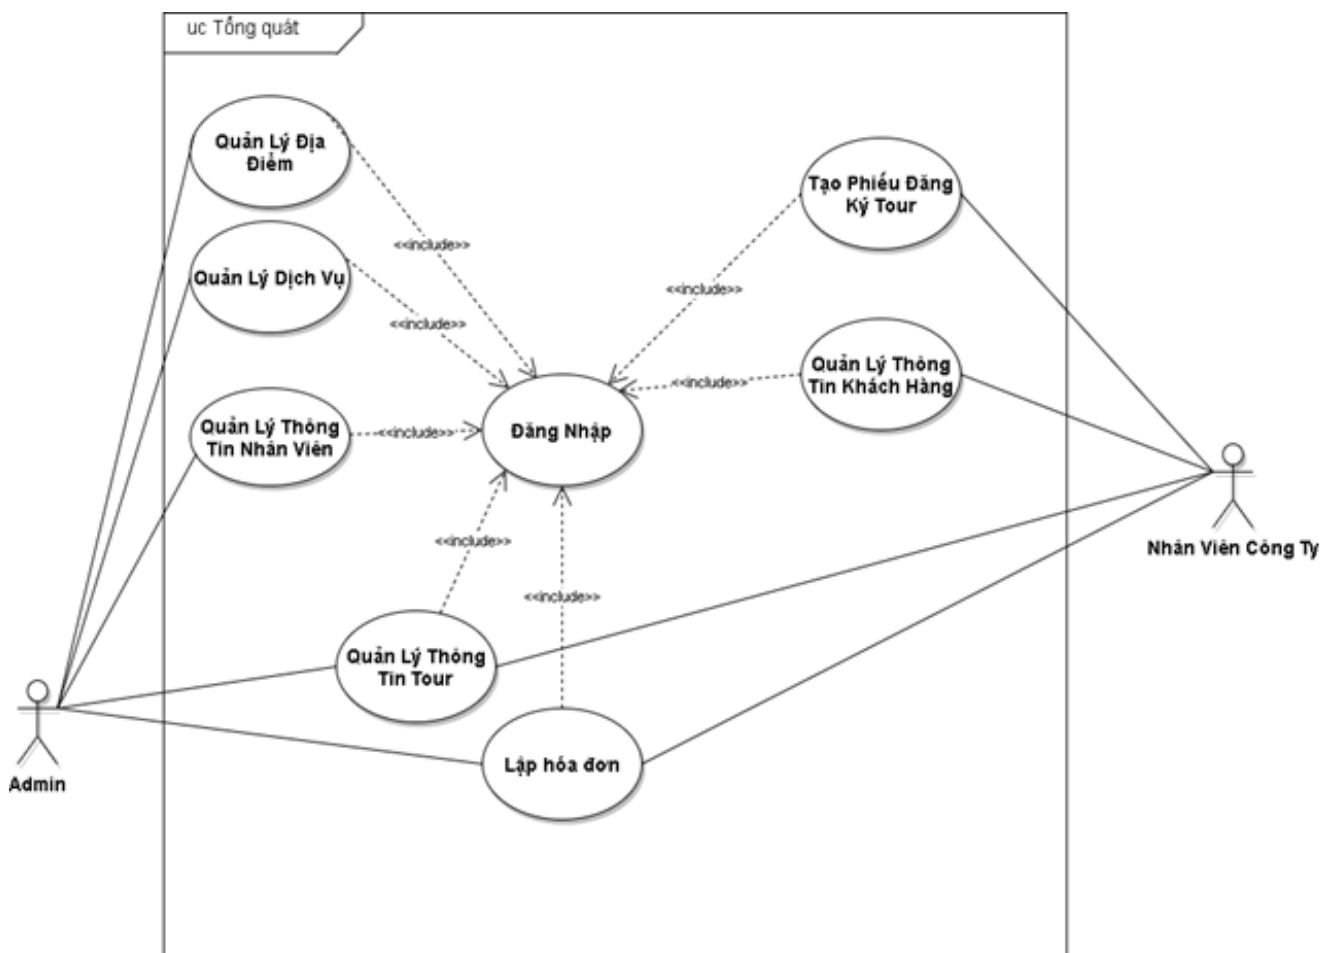 uc Tổng quát
Quản Lý Địa
Điểm
Tạo Phiếu Đăng
Ký Tour
<<include>>
Quản Lý Dịch Vụ
<<include>>
<<include>>
Quản Lý Thông
Tin Khách Hàng
<<include>>
Quản Lý Thông
Tin Nhân Viên
<<include>>
Đăng Nhập
<<include>>
Nhân Viên Công Ty
<<include>>
Quản Lý Thông
Tin Tour
Lập hóa đơn
Admin